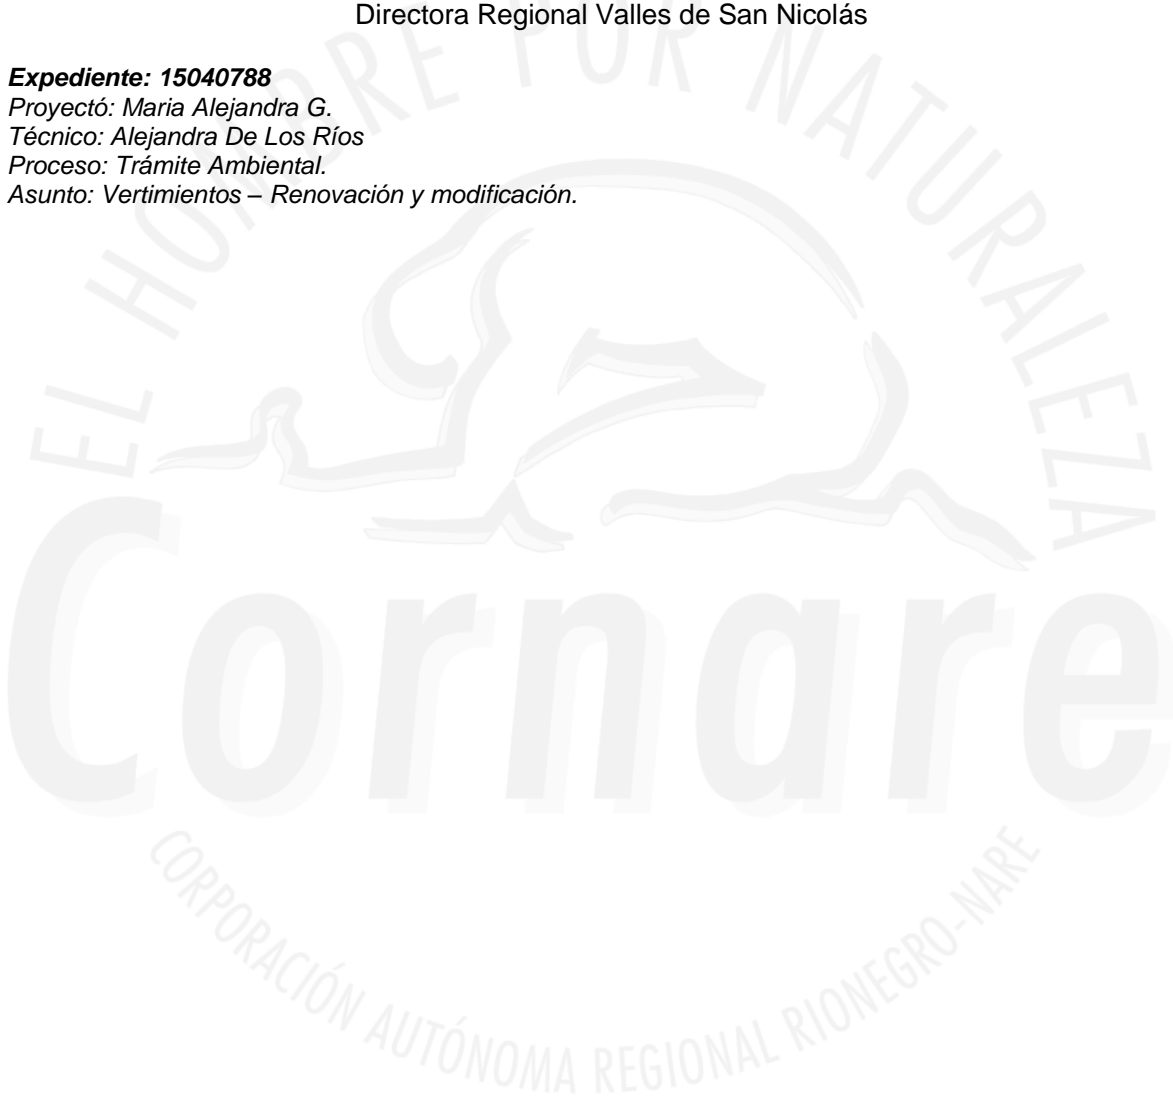 Directora Regional Valles de San Nicolás
Expediente: 15040788
Proyectó: Maria Alejandra G.
Técnico: Alejandra De Los Ríos
Proceso: Trámite Ambiental.
Asunto: Vertimientos – Renovación y modificación.
EL HOMBRE POR NATURALEZA
Cornare
CORPORACIÓN AUTÓNOMA REGIONAL RIONEGRO-NARE